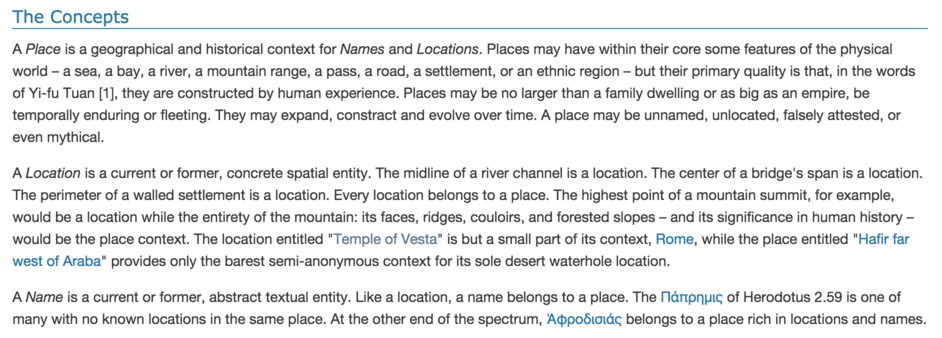 The Concepts
A Place is a geographical and historical context for Names and Locations. Places may have within their core some features of the physical
world – a sea, a bay, a river, a mountain range, a pass, a road, a settlement, or an ethnic region – but their primary quality is that, in the words
of Yi-fu Tuan [1], they are constructed by human experience. Places may be no larger than a family dwelling or as big as an empire, be
temporally enduring or fleeting. They may expand, constract and evolve over time. A place may be unnamed, unlocated, falsely attested, or
even mythical.
A Location is a current or former, concrete spatial entity. The midline of a river channel is a location. The center of a bridge's span is a location.
The perimeter of a walled settlement is a location. Every location belongs to a place. The highest point of a mountain summit, for example,
would be a location while the entirety of the mountain: its faces, ridges, couloirs, and forested slopes – and its significance in human history –
would be the place context. The location entitled "Temple of Vesta" is but a small part of its context, Rome, while the place entitled "Hafir far
west of Araba" provides only the barest semi-anonymous context for its sole desert waterhole location.
A Name is a current or former, abstract textual entity. Like a location, a name belongs to a place. The Πάπρημις of Herodotus 2.59 is one of
many with no known locations in the same place. At the other end of the spectrum, Ἀφροδισιάς belongs to a place rich in locations and names.